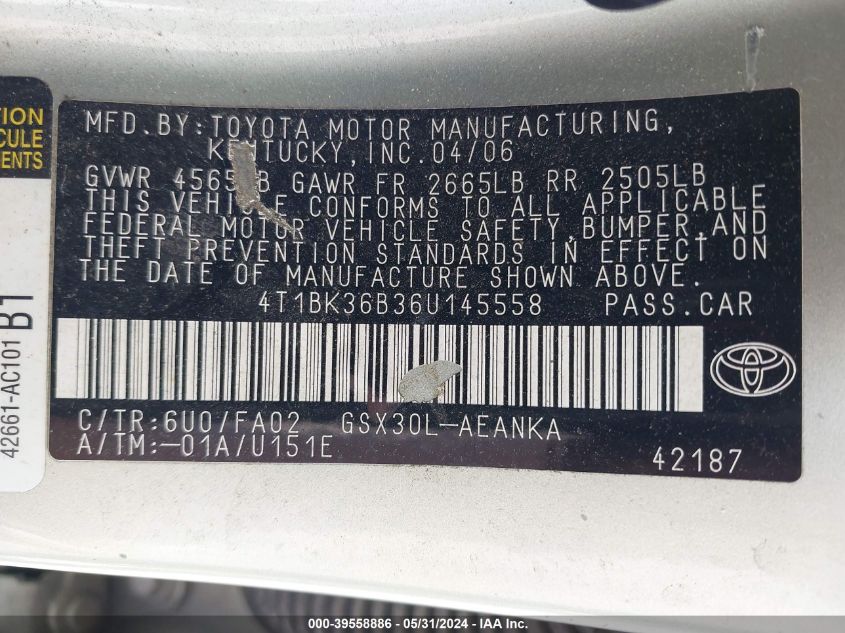 TION
CULE
ENTS
42661-AC101 B1
MFD.BY:TOYOTA MOTOR MANUFACTURING,
KENTUCKY,INC.04/06
GVWR 4565LB GAWR FR 2665LB RR 2505LB
THIS VEHICLE CONFORMS TO ALL APPLICABLE
FEDERAL MOTOR VEHICLE SAFETY,BUMPER,AND
THEFT PREVENTION STANDARDS IN EFFECT ON
THE DATE OF MANUFACTURE SHOWN ABOVE.
4T1BK36B36U145558 PASS.CAR
C/TR:6U0/FA02 GSX30L-AEANKA
A/TM:-01A/U151E
42187
000-39558886 - 05/31/2024 - IAA Inc.